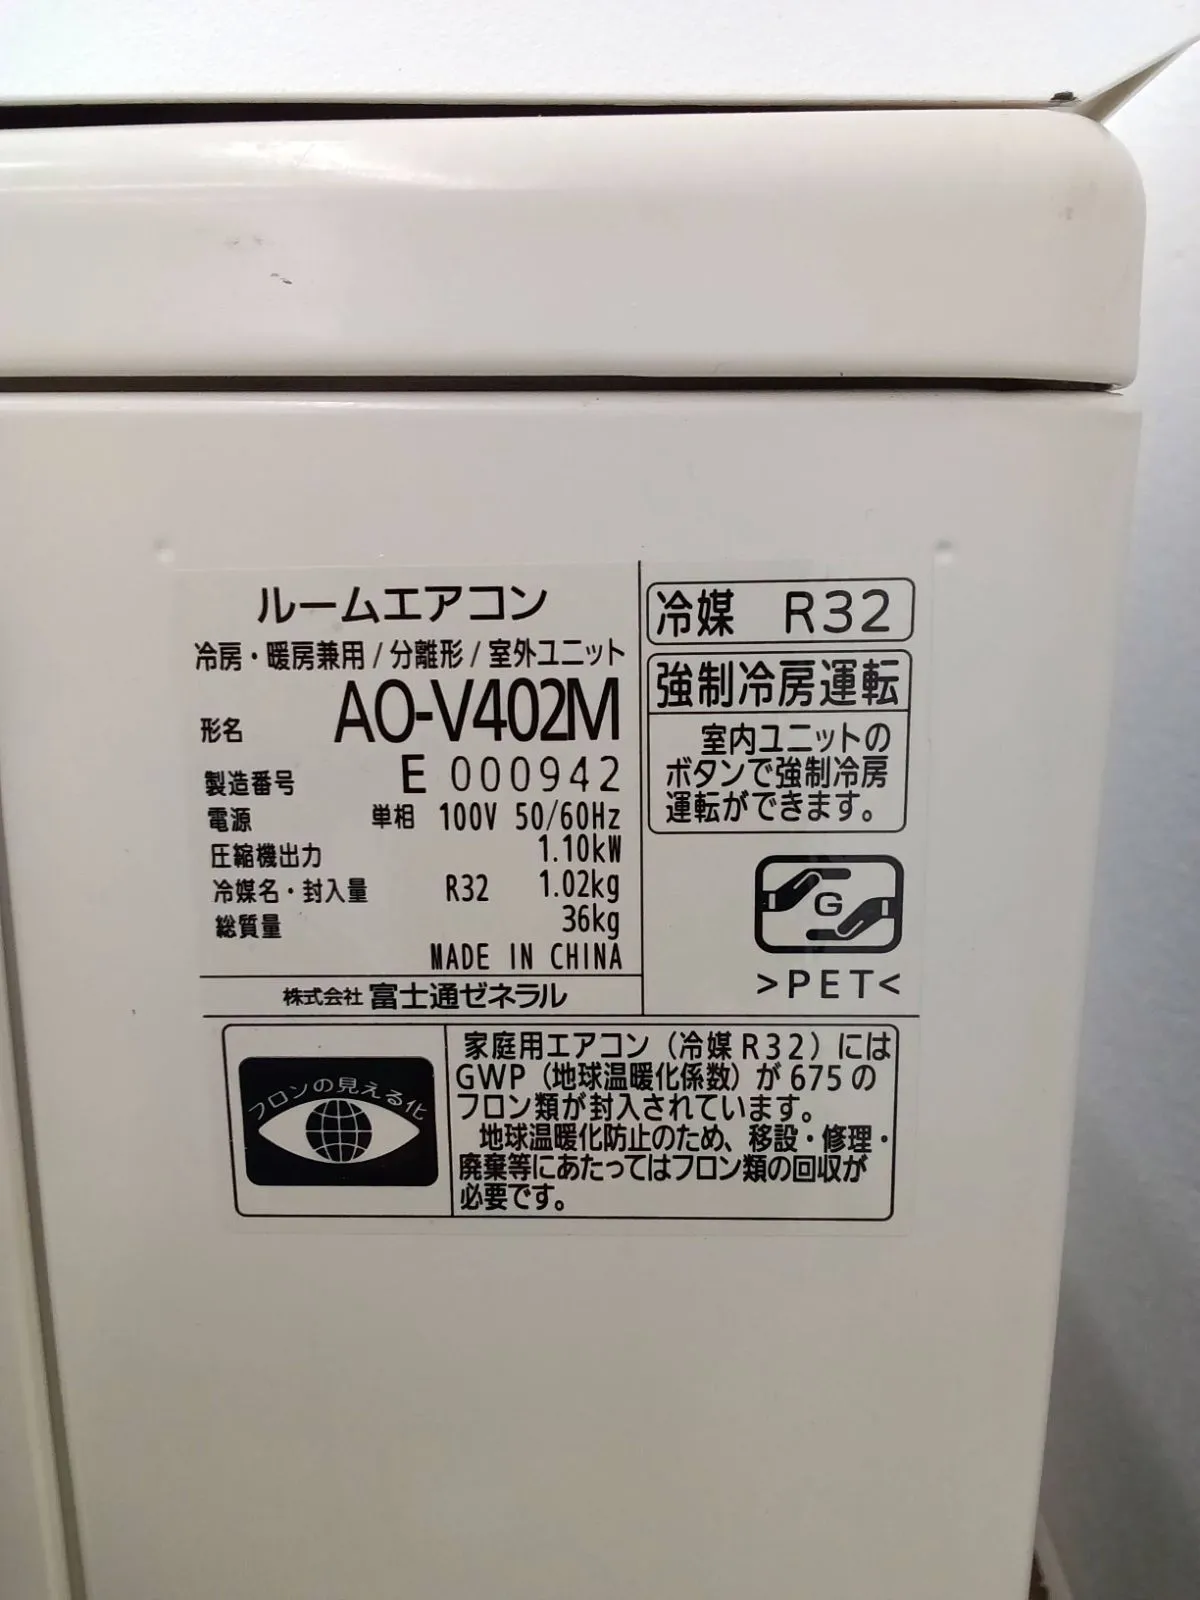 ルームエアコン
冷房・暖房兼用/分離形/室外ユニット
形名 AO-V402M
製造番号 E 000942
電源 単相 100V 50/60Hz
圧縮機出力 1.10kW
冷媒名・封入量 R32 1.02kg
総質量 36kg
MADE IN CHINA
株式会社 富士通ゼネラル
冷媒 R32
強制冷房運転
室内ユニットの
ボタンで強制冷房
運転ができます。
G
>PET<
フロンの見える化
家庭用エアコン(冷媒R32)には
GWP(地球温暖化係数)が675の
フロン類が封入されています。
地球温暖化防止のため、移設・修理・
廃棄等にあたってはフロン類の回収が
必要です。